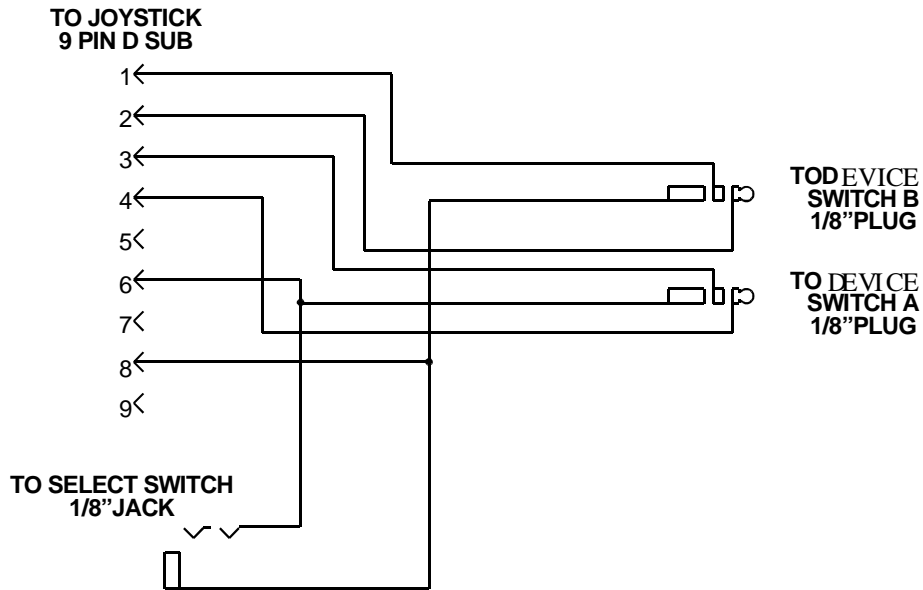 TO JOYSTICK
9 PIN D SUB
1
2
3
4
5
6
7
8
9
TODEVICE
SWITCH B
1/8”PLUG
TO DEVICE
SWITCH A
1/8”PLUG
TO SELECT SWITCH
1/8”JACK